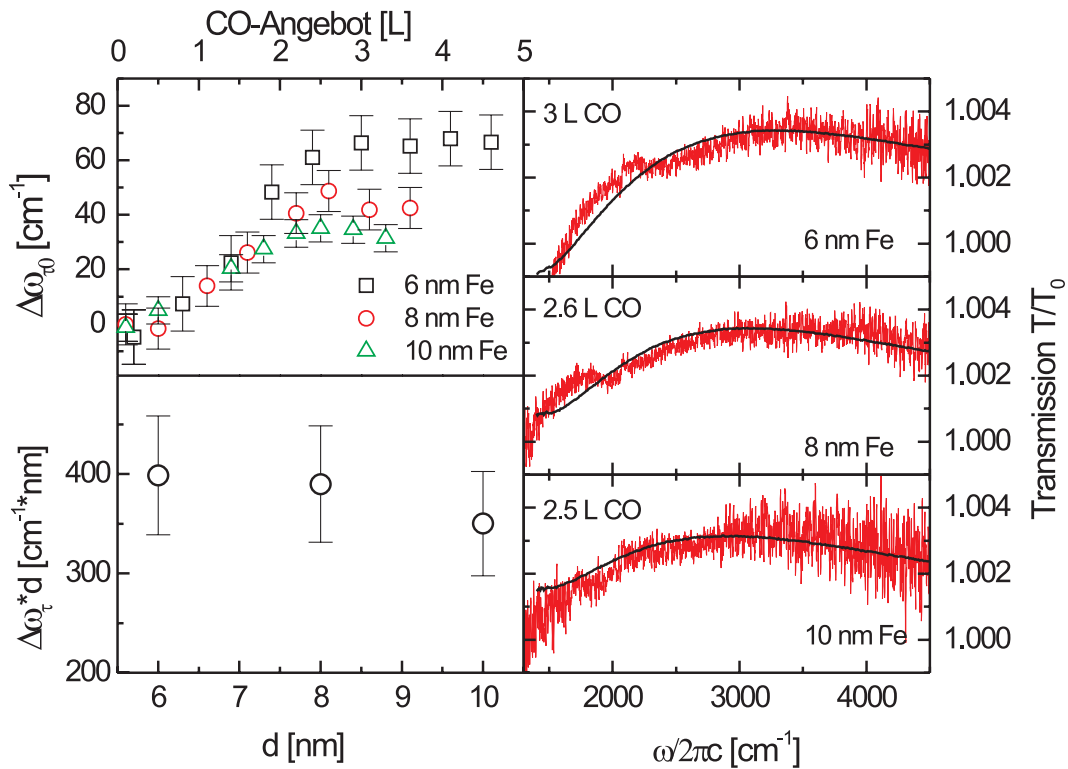 CO-Angebot [L]
0 1 2 3 4 5
80
60
40
20
0
Δω_τ0 [cm⁻¹]
6 nm Fe
8 nm Fe
10 nm Fe
400
300
200
Δω_τ*d [cm⁻¹*nm]
6 7 8 9 10
d [nm]
3 L CO
6 nm Fe
1.004
1.002
1.000
2.6 L CO
8 nm Fe
1.004
1.002
1.000
2.5 L CO
10 nm Fe
1.004
1.002
1.000
Transmission T/T₀
2000 3000 4000
ω/2πc [cm⁻¹]